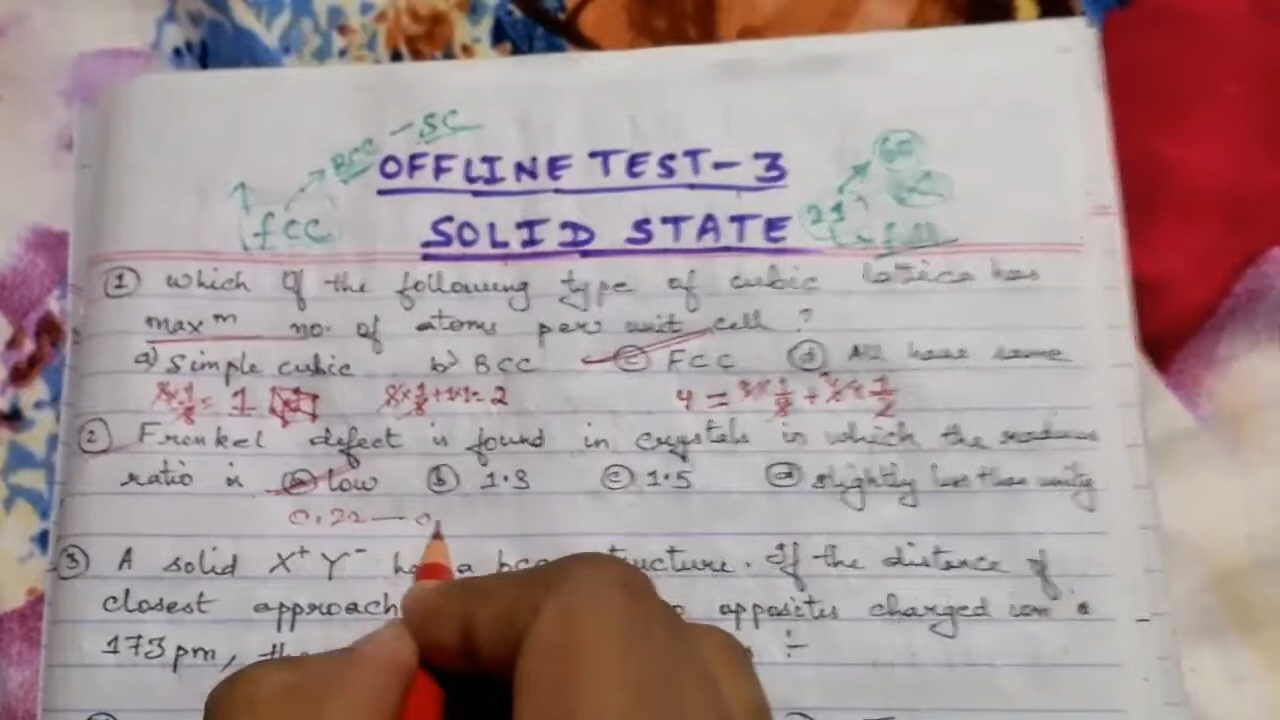 BCC - SC
OFFLINE TEST-3
fCC
SOLID STATE
① which of the following type of cubic lattice has
maxᵐ no. of atoms per unit cell ?
a) Simple cubic b) BCC ⓒ FCC ⓓ All have same
8×1/8 = 1 8×1/8+1×1=2 4 = 8×1/8 + 6×1/2
② Frenkel defect is found in crystals in which the radius
ratio is ⓐ low ⓑ 1.3 ⓒ 1.5 ⓓ slightly less than unity
0.22 — 0.
③ A solid X⁺ Y⁻ a bcc structure. If the distance of
closest approach opposites charged ion
173 pm,